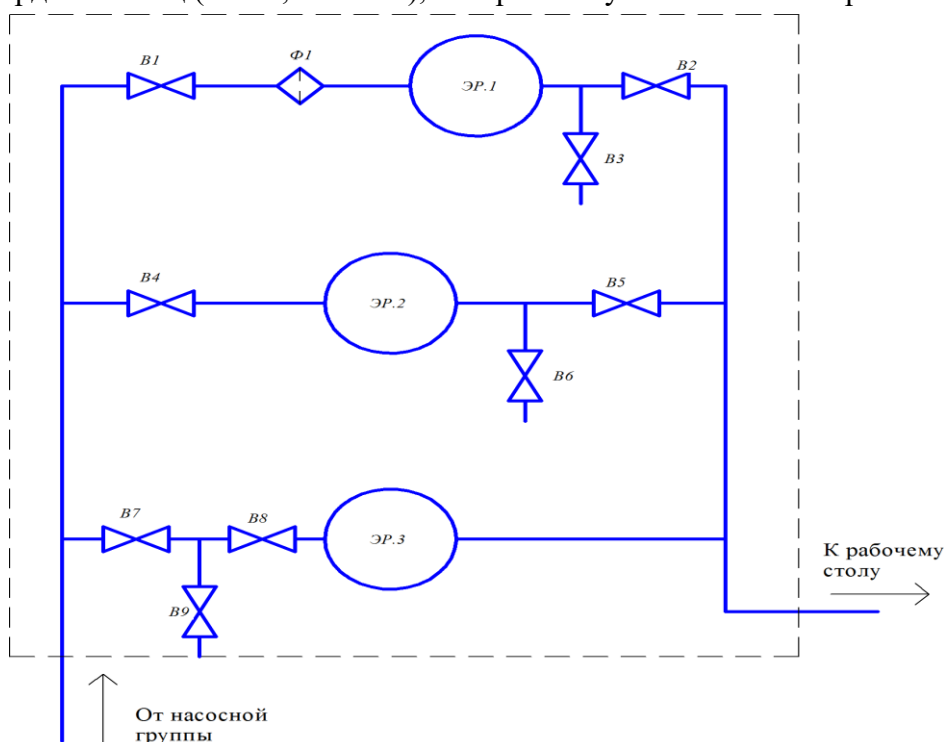 В1
Ф1
ЭР.1
В2
В3
В4
ЭР.2
В5
В6
В7
В8
ЭР.3
В9
К рабочему
столу
От насосной
группы